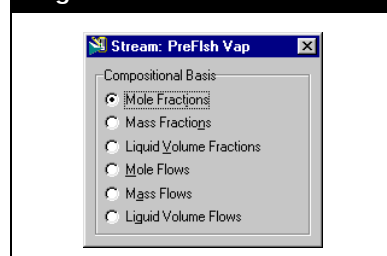 Stream: PreFlsh Vap
Compositional Basis
Mole Fractions
Mass Fractions
Liquid Volume Fractions
Mole Flows
Mass Flows
Liquid Volume Flows